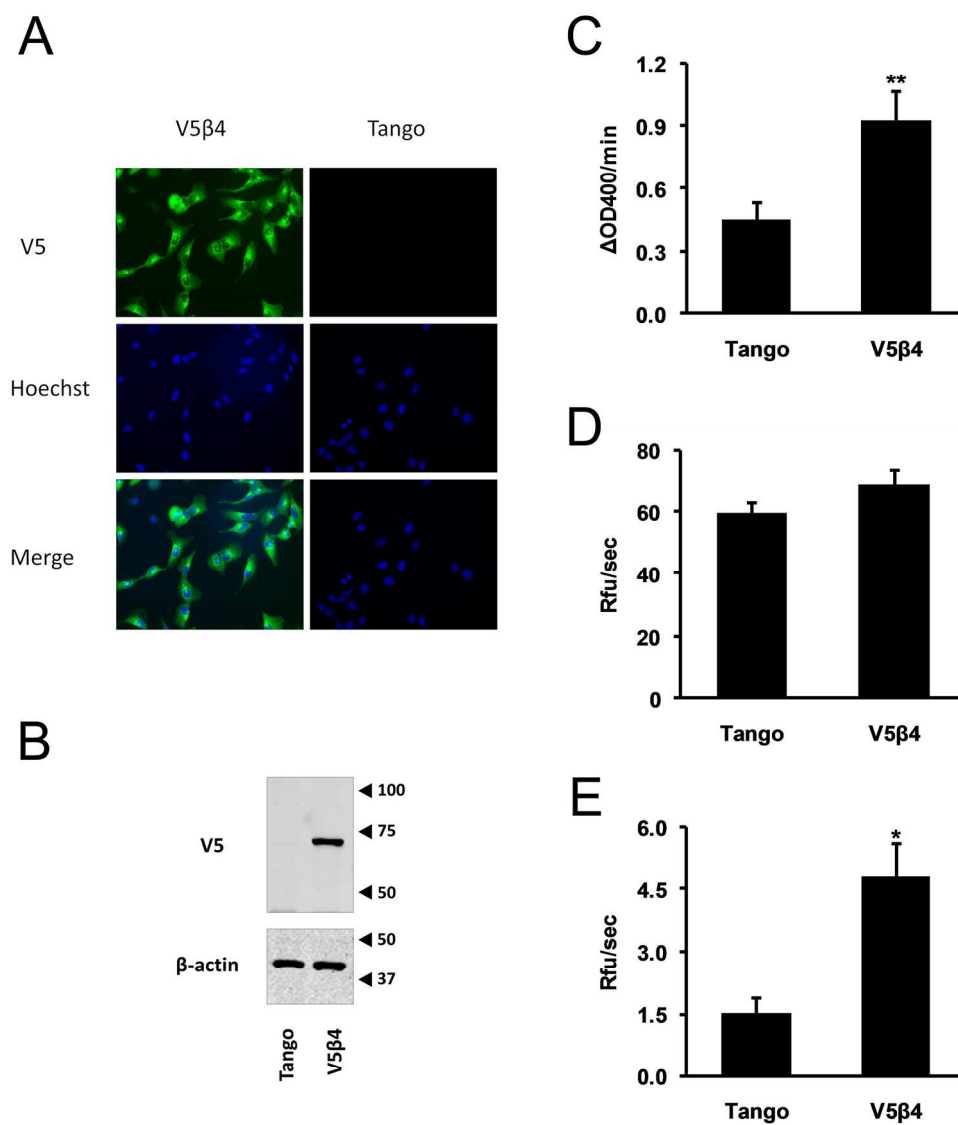 A
V5β4 Tango
V5
Hoechst
Merge
B
V5
100
75
50
β-actin
50
37
Tango
V5β4
C
ΔOD400/min
1.2
0.9
0.6
0.3
0.0
**
Tango V5β4
D
Rfu/sec
80
60
40
20
0
Tango V5β4
E
Rfu/sec
6.0
4.5
3.0
1.5
0.0
*
Tango V5β4